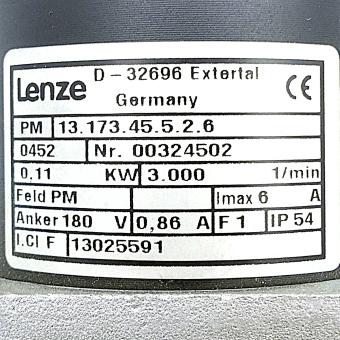 Lenze D-32696 Extertal CE
Germany
PM 13.173.45.5.2.6
0452 Nr. 00324502
0.11 KW 3.000 1/min
Feld PM Imax 6 A
Anker 180 V 0,86 A F 1 IP 54
I.Cl F 13025591